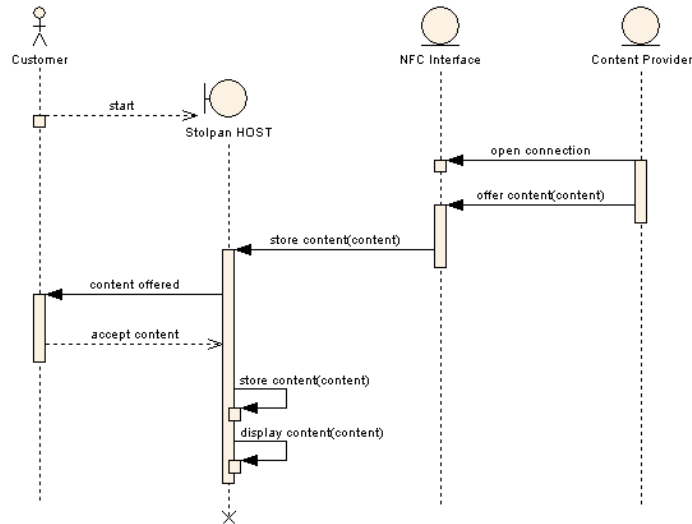 Customer
NFC Interface
Content Provider
start
Stolpan HOST
open connection
offer content(content)
store content(content)
content offered
accept content
store content(content)
display content(content)